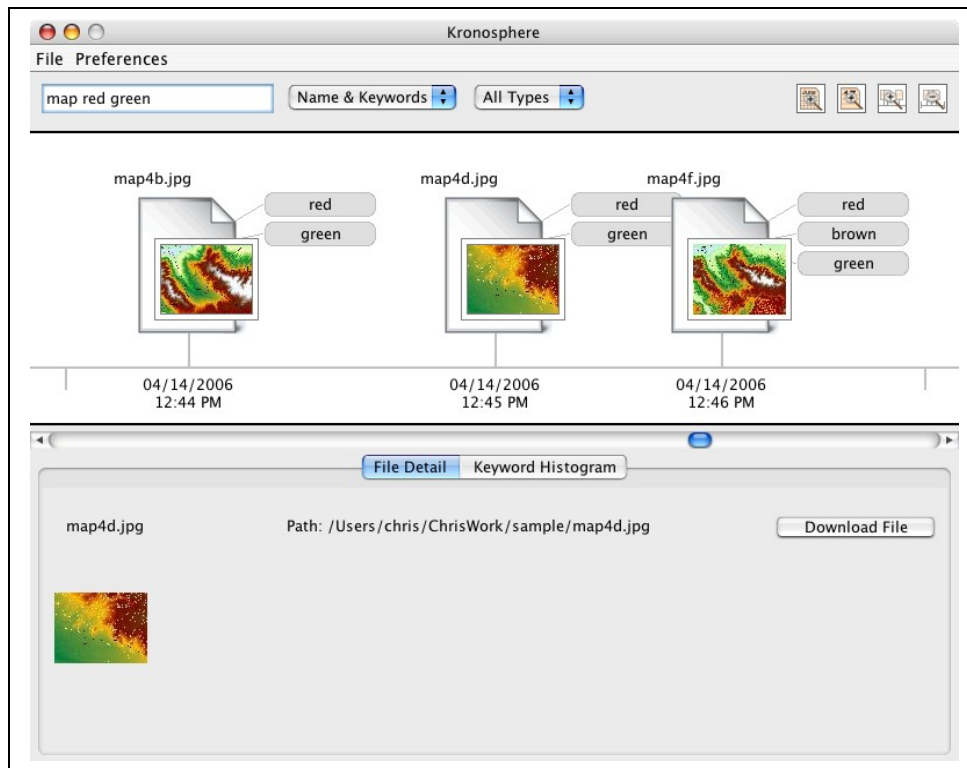 Kronosphere
File Preferences
map red green
Name & Keywords
All Types
map4b.jpg
red
green
map4d.jpg
red
green
map4f.jpg
red
brown
green
04/14/2006
12:44 PM
04/14/2006
12:45 PM
04/14/2006
12:46 PM
File Detail
Keyword Histogram
map4d.jpg
Path: /Users/chris/ChrisWork/sample/map4d.jpg
Download File